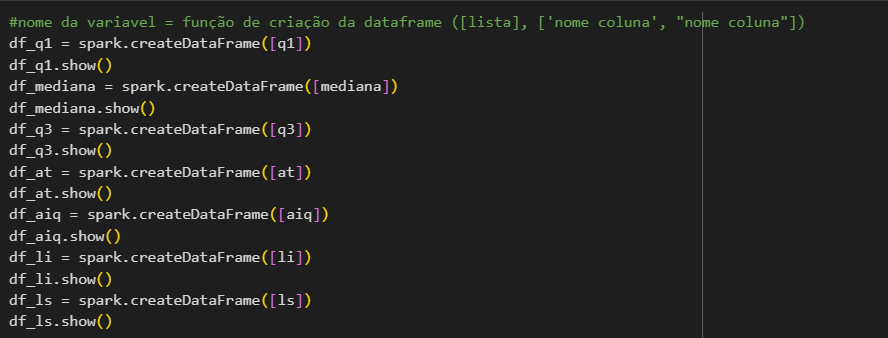 #nome da variavel = função de criação da dataframe ([lista], ['nome coluna', "nome coluna"])
df_q1 = spark.createDataFrame([q1])
df_q1.show()
df_mediana = spark.createDataFrame([mediana])
df_mediana.show()
df_q3 = spark.createDataFrame([q3])
df_q3.show()
df_at = spark.createDataFrame([at])
df_at.show()
df_aiq = spark.createDataFrame([aiq])
df_aiq.show()
df_li = spark.createDataFrame([li])
df_li.show()
df_ls = spark.createDataFrame([ls])
df_ls.show()